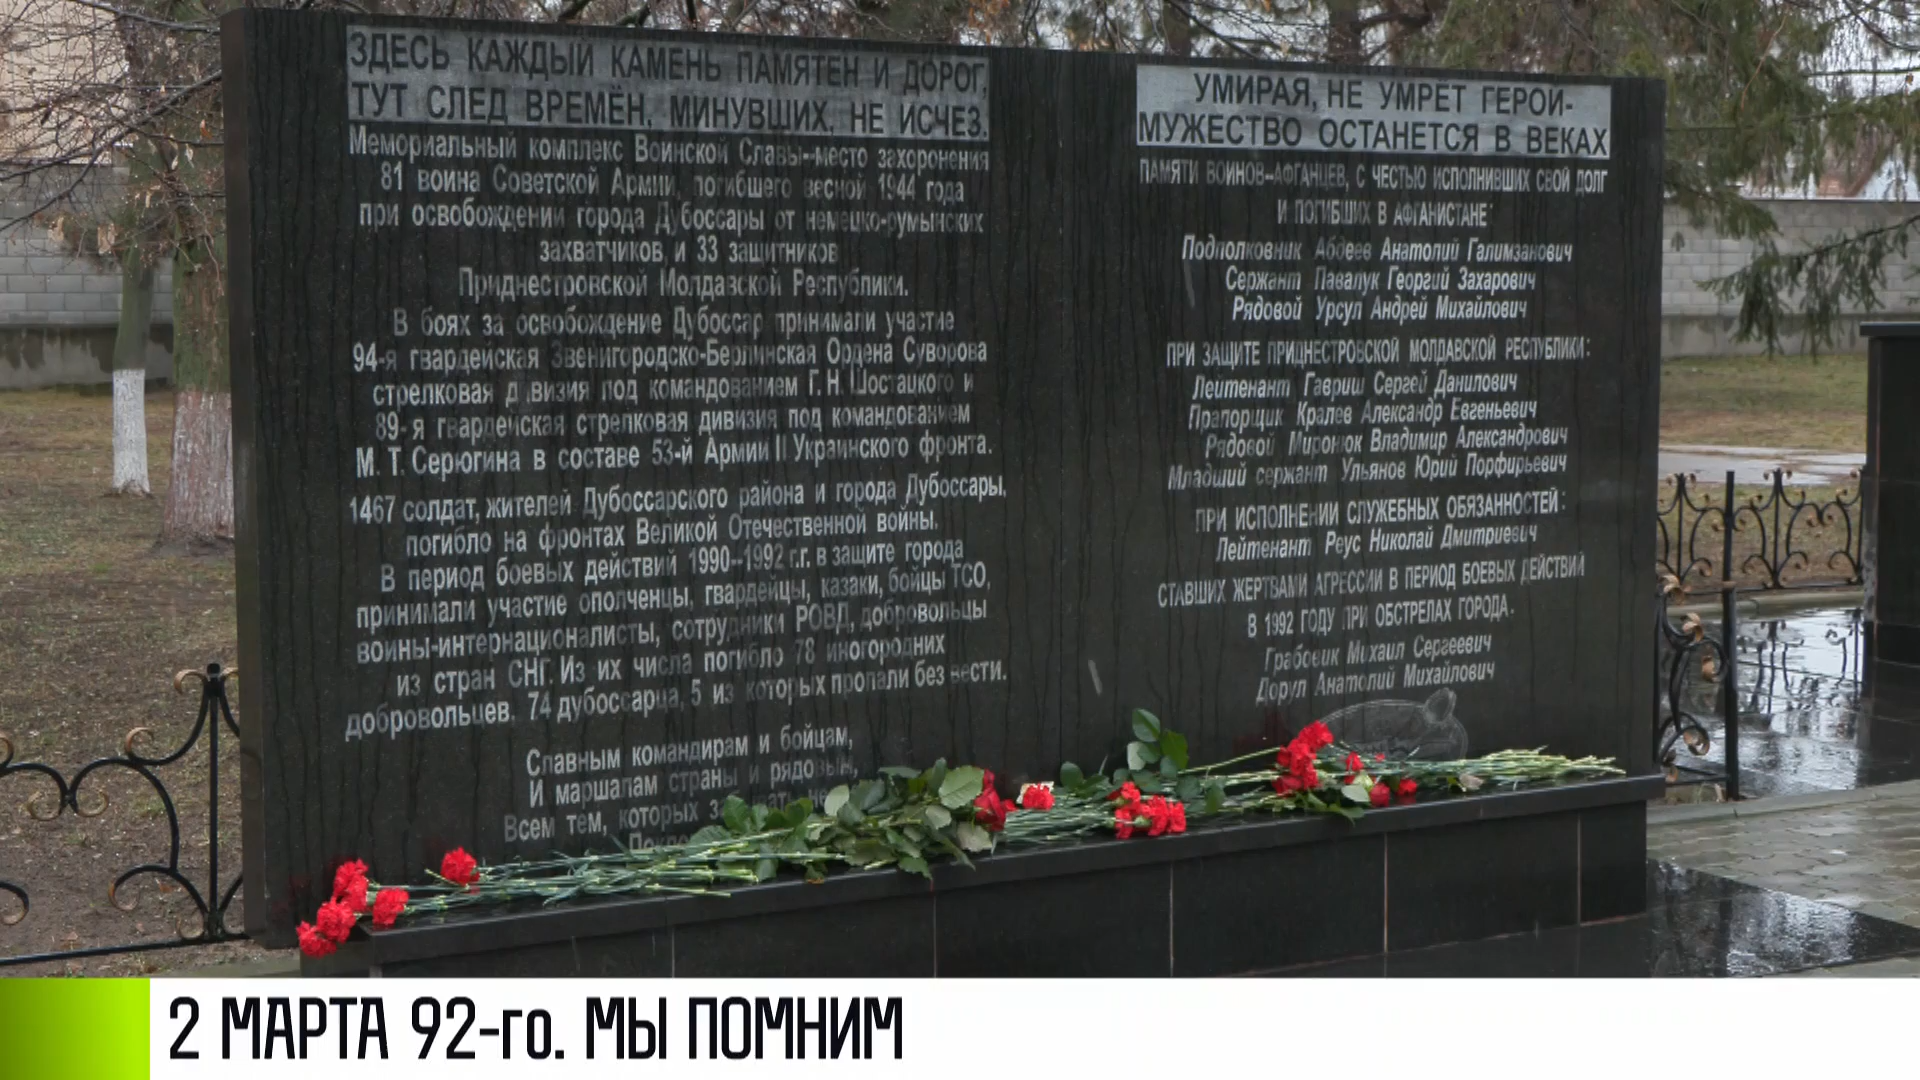 ЗДЕСЬ КАЖДЫЙ КАМЕНЬ ПАМЯТЕН И ДОРОГ,
ТУТ СЛЕД ВРЕМЁН, МИНУВШИХ, НЕ ИСЧЕЗ.
Мемориальный комплекс Воинской Славы--место захоронения
81 воина Советской Армии, погибшего весной 1944 года
при освобождении города Дубоссары от немецко-румынских
захватчиков, и 33 защитников
Приднестровской Молдавской Республики.
В боях за освобождение Дубоссар принимали участие
94-я гвардейская Звенигородско-Берлинская Ордена Суворова
стрелковая дивизия под командованием Г. Н. Шостацкого и
89-я гвардейская стрелковая дивизия под командованием
М. Т. Серюгина в составе 53-й Армии II Украинского фронта.
1467 солдат, жителей Дубоссарского района и города Дубоссары,
погибло на фронтах Великой Отечественной войны.
В период боевых действий 1990--1992 г.г. в защите города
принимали участие ополченцы, гвардейцы, казаки, бойцы ТСО,
воины-интернационалисты, сотрудники РОВД, добровольцы
из стран СНГ. Из их числа погибло 78 иногородних
добровольцев, 74 дубоссарца, 5 из которых пропали без вести.
Славным командирам и бойцам,
И маршалам страны и рядовым,
Всем тем, которых
УМИРАЯ, НЕ УМРЁТ ГЕРОЙ-
МУЖЕСТВО ОСТАНЕТСЯ В ВЕКАХ
ПАМЯТИ ВОИНОВ-АФГАНЦЕВ, С ЧЕСТЬЮ ИСПОЛНИВШИХ СВОЙ ДОЛГ
И ПОГИБШИХ В АФГАНИСТАНЕ:
Подполковник Абдеев Анатолий Галимзанович
Сержант Павалук Георгий Захарович
Рядовой Урсул Андрей Михайлович
ПРИ ЗАЩИТЕ ПРИДНЕСТРОВСКОЙ МОЛДАВСКОЙ РЕСПУБЛИКИ:
Лейтенант Гавриш Сергей Данилович
Прапорщик Кралев Александр Евгеньевич
Рядовой Миронюк Владимир Александрович
Младший сержант Ульянов Юрий Порфирьевич
ПРИ ИСПОЛНЕНИИ СЛУЖЕБНЫХ ОБЯЗАННОСТЕЙ:
Лейтенант Реус Николай Дмитриевич
СТАВШИХ ЖЕРТВАМИ АГРЕССИИ В ПЕРИОД БОЕВЫХ ДЕЙСТВИЙ
В 1992 ГОДУ ПРИ ОБСТРЕЛАХ ГОРОДА.
Грабовик Михаил Сергеевич
Дорул Анатолий Михайлович
2 МАРТА 92-го. МЫ ПОМНИМ